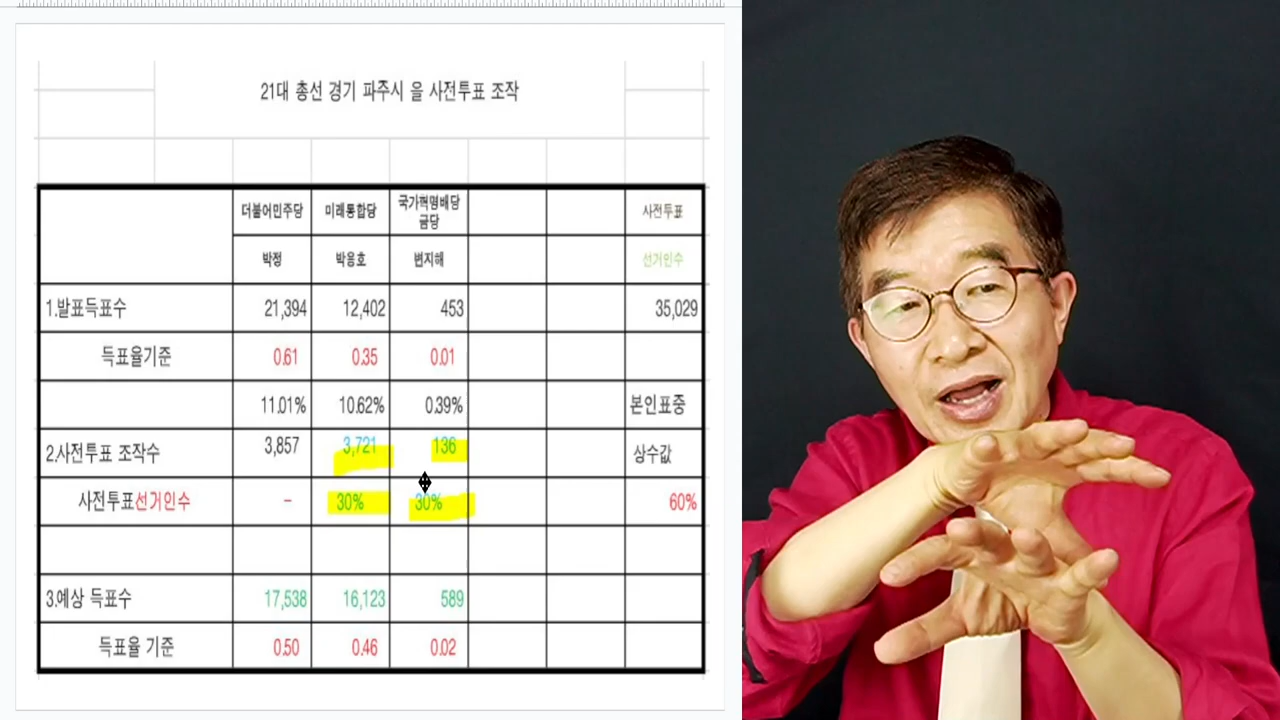 21대 총선 경기 파주시 을 사전투표 조작
더불어민주당 미래통합당 국가혁명배당 사전투표
금당
박정 박용호 변지해 선거인수
1.발표득표수 21,394 12,402 453 35,029
득표율기준 0.61 0.35 0.01
11.01% 10.62% 0.39% 본인표중
2.사전투표 조작수 3,857 3,721 136 상수값
사전투표선거인수 – 30% 30% 60%
3.예상 득표수 17,538 16,123 589
득표율 기준 0.50 0.46 0.02